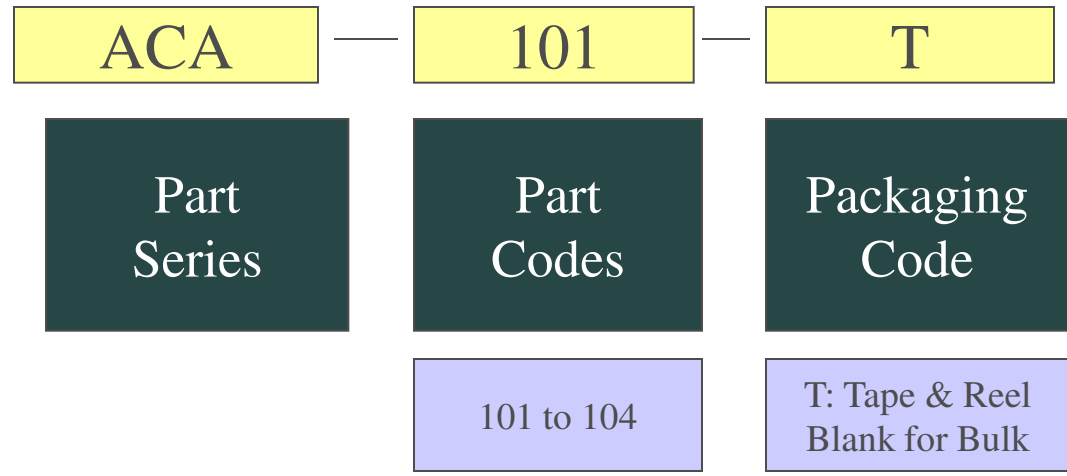 ACA — 101 — T
Part
Series
Part
Codes
Packaging
Code
101 to 104
T: Tape & Reel
Blank for Bulk